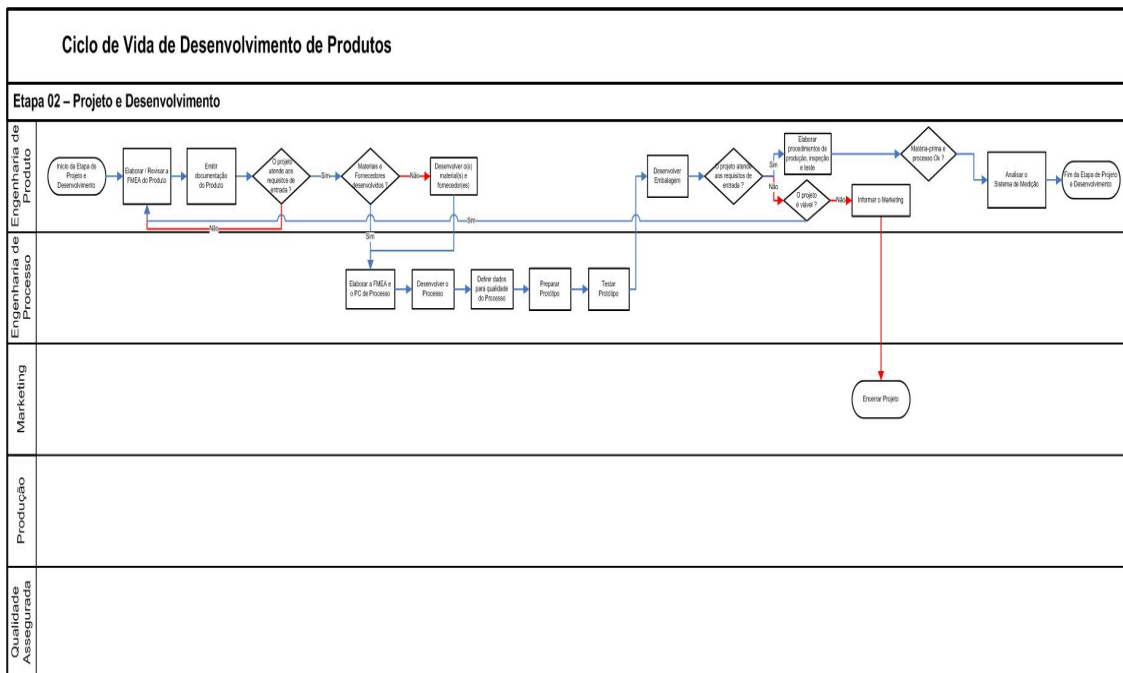 Ciclo de Vida de Desenvolvimento de Produtos
Etapa 02 – Projeto e Desenvolvimento
Engenharia de
Produto
Início da Etapa de
Projeto e
Desenvolvimento
Elaborar / Revisar a
FMEA do Produto
Emitir
documentação
do Produto
O projeto
atende aos
requisitos de
entrada ?
Sim
Não
Materiais e
Fornecedores
desenvolvidos ?
Não
Sim
Desenvolver o(s)
material(s) e
fornecedor(es)
Desenvolver
Embalagem
O projeto atende
aos requisitos de
entrada ?
Sim
Não
Elaborar
procedimentos de
produção, inspeção
e teste
O projeto
é viável ?
Sim
Não
Informar o Marketing
Matéria-prima e
processo Ok ?
Analisar o
Sistema de Medição
Fim da Etapa de Projeto
e Desenvolvimento
Engenharia de
Processo
Elaborar a FMEA e
o PC de Processo
Desenvolver o
Processo
Definir dados
para qualidade
do Processo
Preparar
Protótipo
Testar
Protótipo
Marketing
Encerrar Projeto
Produção
Qualidade
Assegurada